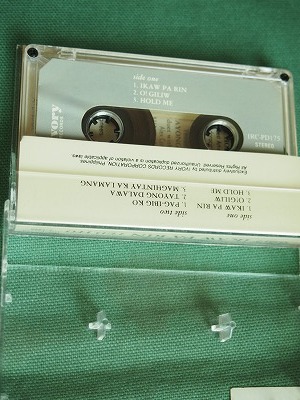 side one
1. IKAW PA RIN
2. O! GILIW
3. HOLD ME
vory
IRC PD175
STEREO
Exclusively distributed by IVORY RECORDS CORPORATION, Philippines
All Rights Reserved. Unauthorized duplication is a violation of applicable laws
side one
1. IKAW PA RIN
2. O! GILIW
3. HOLD ME
side two
1. PAG-IBIG KO
2. TAYONG DALAWA
3. MAGHINTAY KA LAMANG